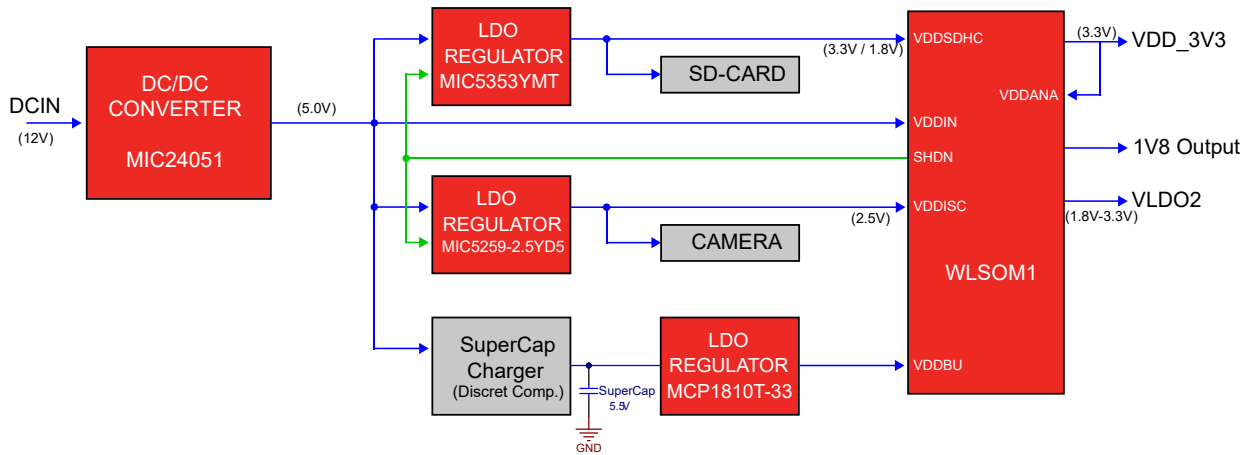 DCIN
(12V)
DC/DC
CONVERTER
MIC24051
(5.0V)
LDO
REGULATOR
MIC5353YMT
(3.3V / 1.8V)
SD-CARD
LDO
REGULATOR
MIC5259-2.5YD5
(2.5V)
CAMERA
SuperCap
Charger
(Discret Comp.)
SuperCap
5.5V
GND
LDO
REGULATOR
MCP1810T-33
VDDSDHC
VDDANA
VDDIN
SHDN
VDDISC
WLSOM1
VDDBU
(3.3V)
VDD_3V3
1V8 Output
VLDO2
(1.8V-3.3V)